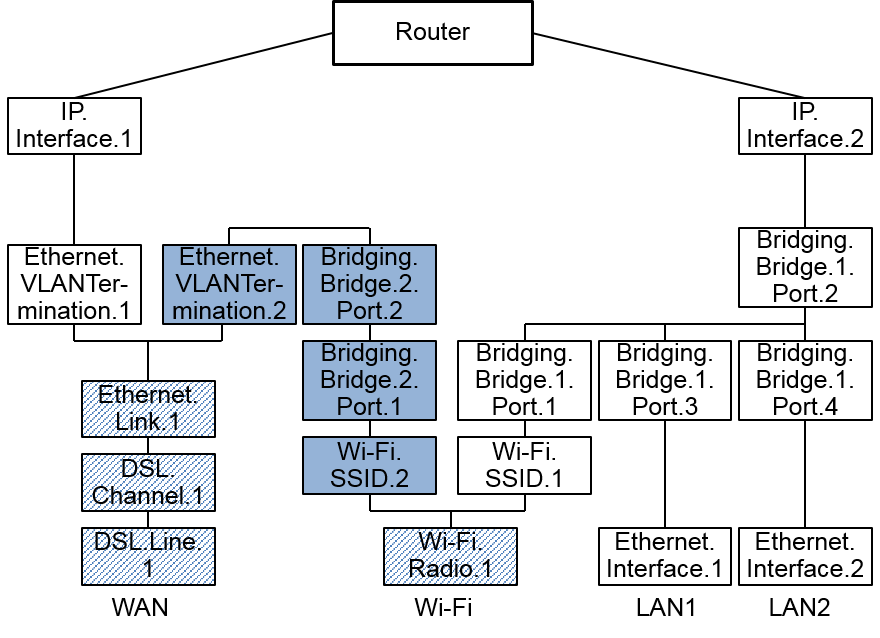 Router
IP.
Interface.1
IP.
Interface.2
Ethernet.
VLANTer-
mination.1
Ethernet.
VLANTer-
mination.2
Bridging.
Bridge.2.
Port.2
Bridging.
Bridge.1.
Port.2
Bridging.
Bridge.2.
Port.1
Bridging.
Bridge.1.
Port.1
Bridging.
Bridge.1.
Port.3
Bridging.
Bridge.1.
Port.4
Ethernet.
Link.1
Wi-Fi.
SSID.2
Wi-Fi.
SSID.1
DSL.
Channel.1
DSL.Line.
1
Wi-Fi.
Radio.1
Ethernet.
Interface.1
Ethernet.
Interface.2
WAN
Wi-Fi
LAN1
LAN2